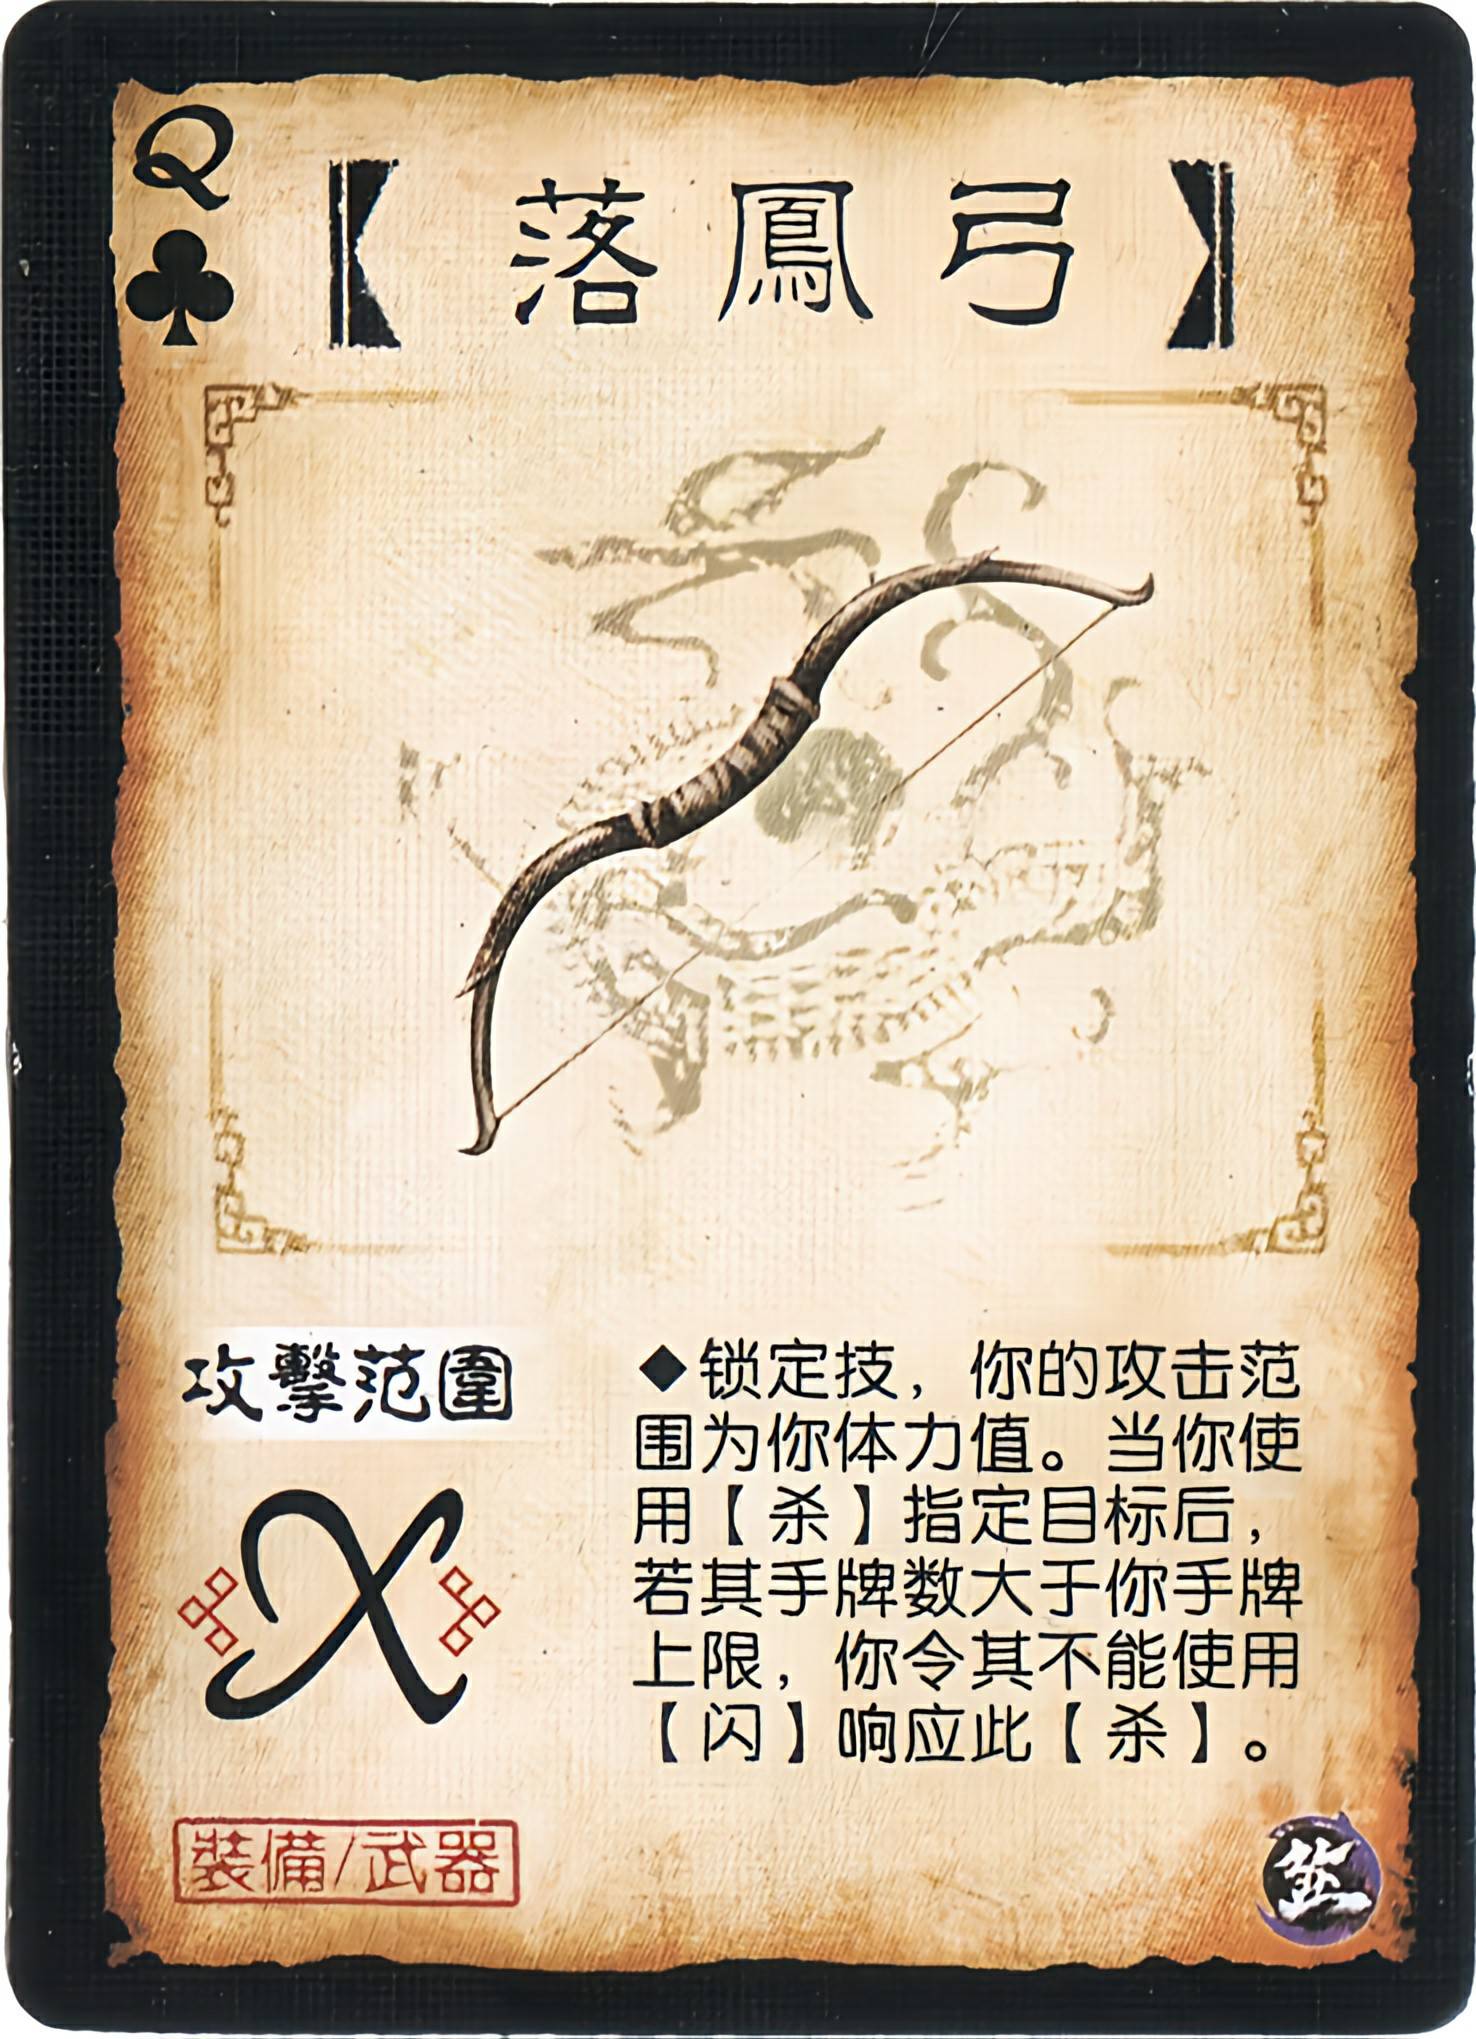 Q
【落鳳弓】
攻擊范圍
X
◆锁定技，你的攻击范
围为你体力值。当你使
用【杀】指定目标后，
若其手牌数大于你手牌
上限，你令其不能使用
【闪】响应此【杀】。
裝備/武器